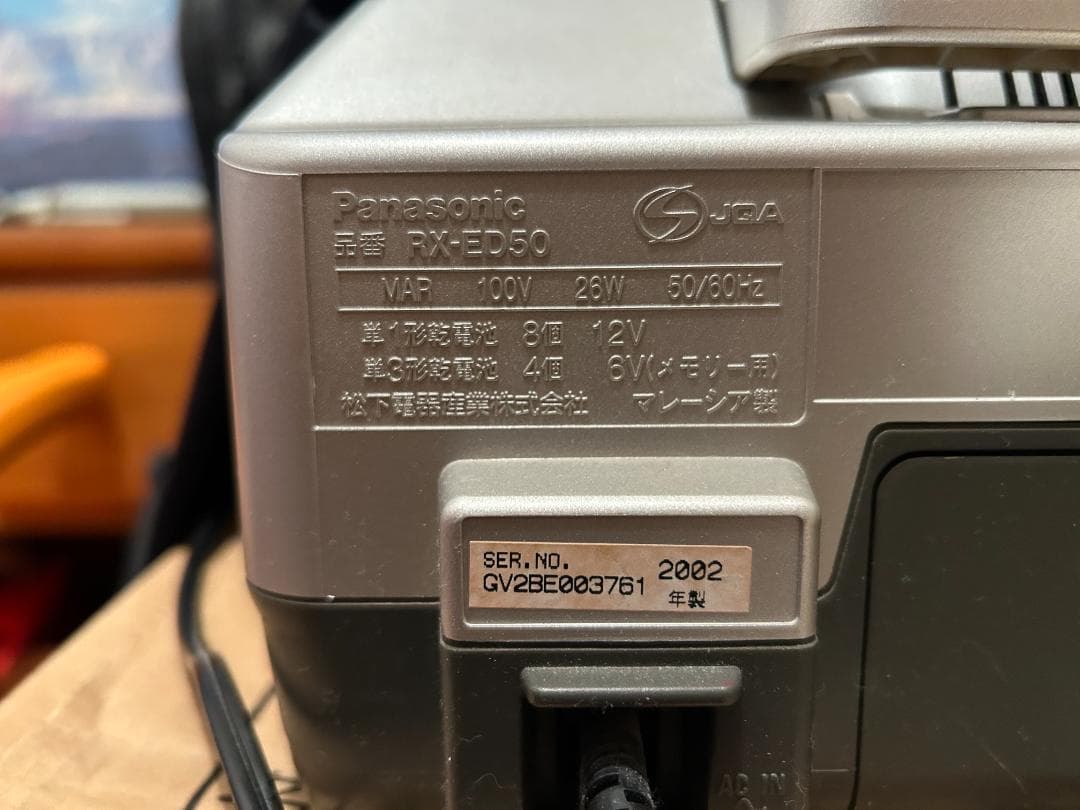 Panasonic
S JQA
品番 RX-ED50
MAR 100V 26W 50/60Hz
単1形乾電池 8個 12V
単3形乾電池 4個 6V(メモリー用)
松下電器産業株式会社 マレーシア製
SER.NO.
GV2BE003761 2002
年製
AC IN